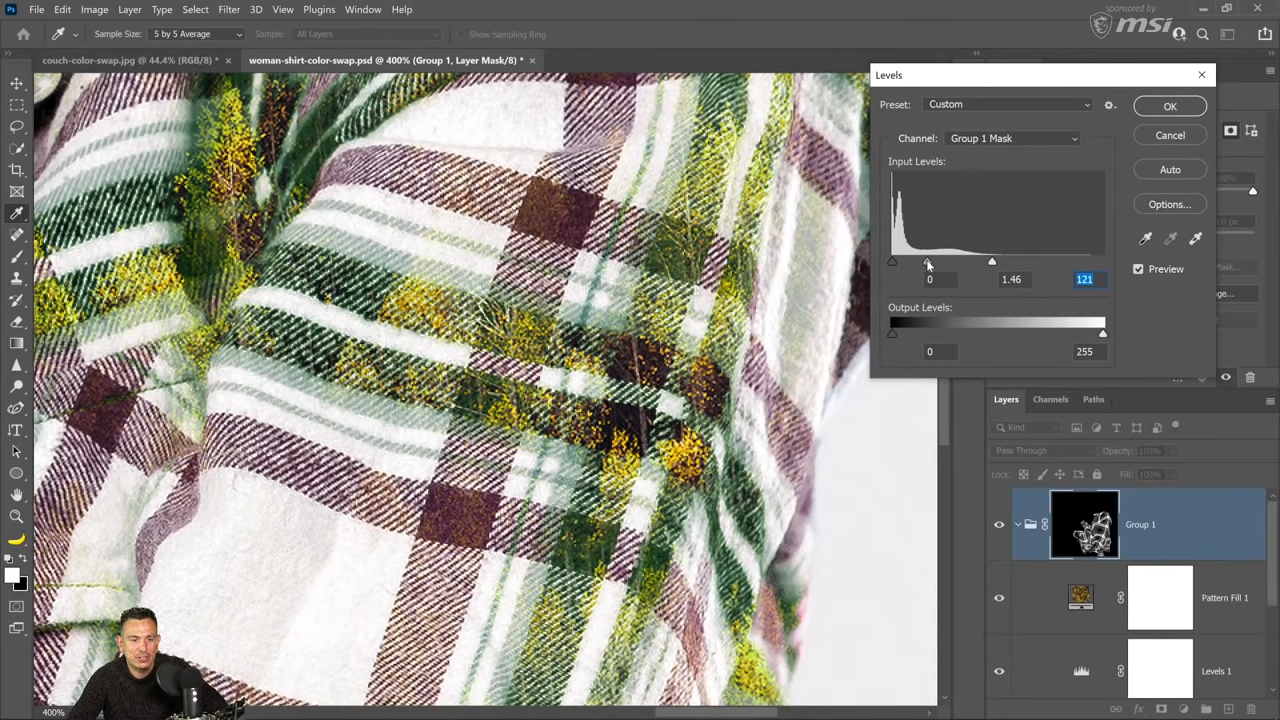 Ps File Edit Image Layer Type Select Filter 3D View Plugins Window Help
sponsored by
msi
Sample Size: 5 by 5 Average Sample: All Layers Show Sampling Ring
couch-color-swap.jpg @ 44.4% (RGB/8) * × woman-shirt-color-swap.psd @ 400% (Group 1, Layer Mask/8) * ×
Levels
Preset: Custom
OK
Channel: Group 1 Mask
Cancel
Input Levels:
Auto
Options...
0 1.46 121
Preview
Output Levels:
0 255
Layers Channels Paths
Kind
Pass Through Opacity: 100%
Lock: Fill: 100%
Group 1
Pattern Fill 1
Levels 1
400%